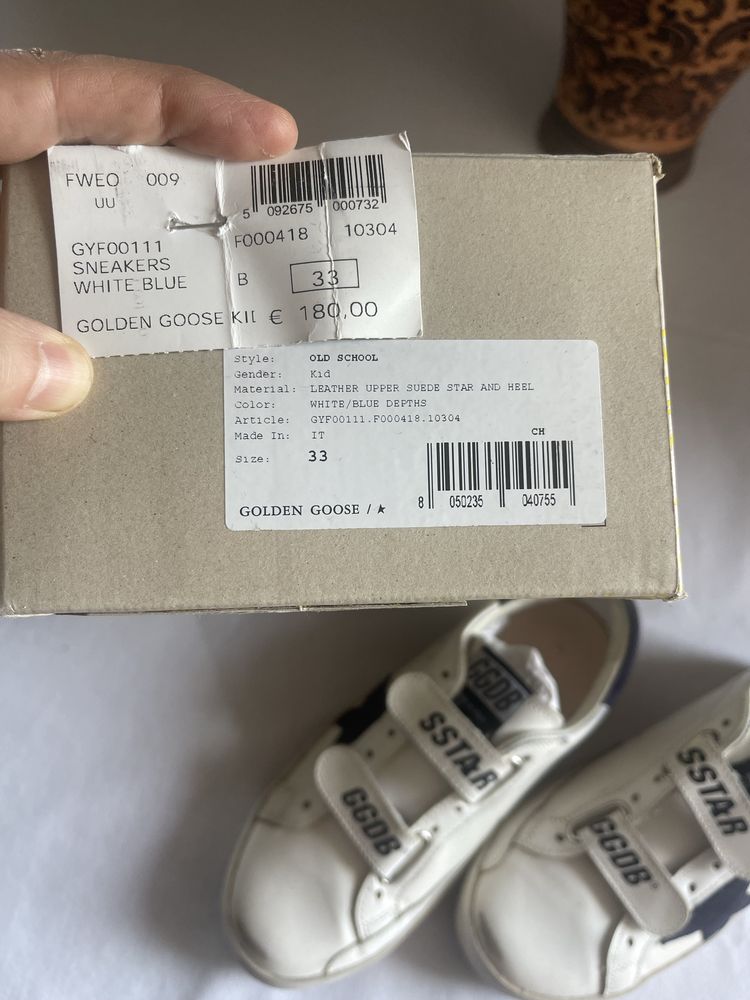 FWEO 009
UU
5 092675 000732
F000418 10304
GYF00111
SNEAKERS
WHITE BLUE
B 33
GOLDEN GOOSE KI € 180,00
Style: OLD SCHOOL
Gender: Kid
Material: LEATHER UPPER SUEDE STAR AND HEEL
Color: WHITE/BLUE DEPTHS
Article: GYF00111.F000418.10304
Made In: IT
CH
Size: 33
8 050235 040755
GOLDEN GOOSE /
GGDB
SSTAR
GGDB
SSTAR
GGDB®